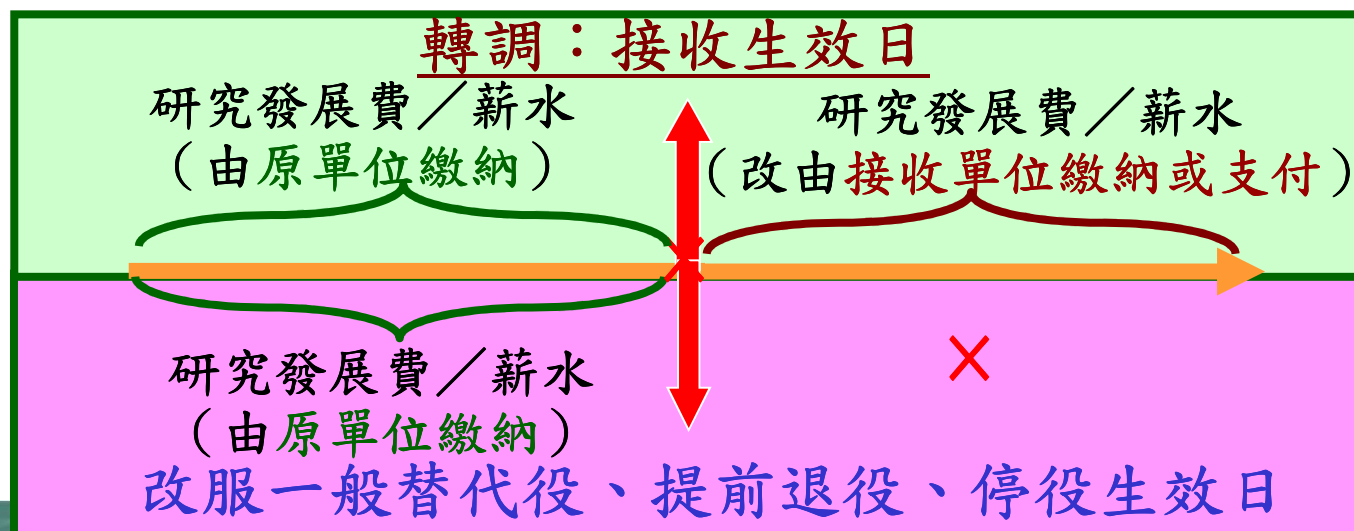 轉調：接收生效日
研究發展費／薪水
（由原單位繳納）
研究發展費／薪水
（改由接收單位繳納或支付）
研究發展費／薪水
（由原單位繳納）
改服一般替代役、提前退役、停役生效日